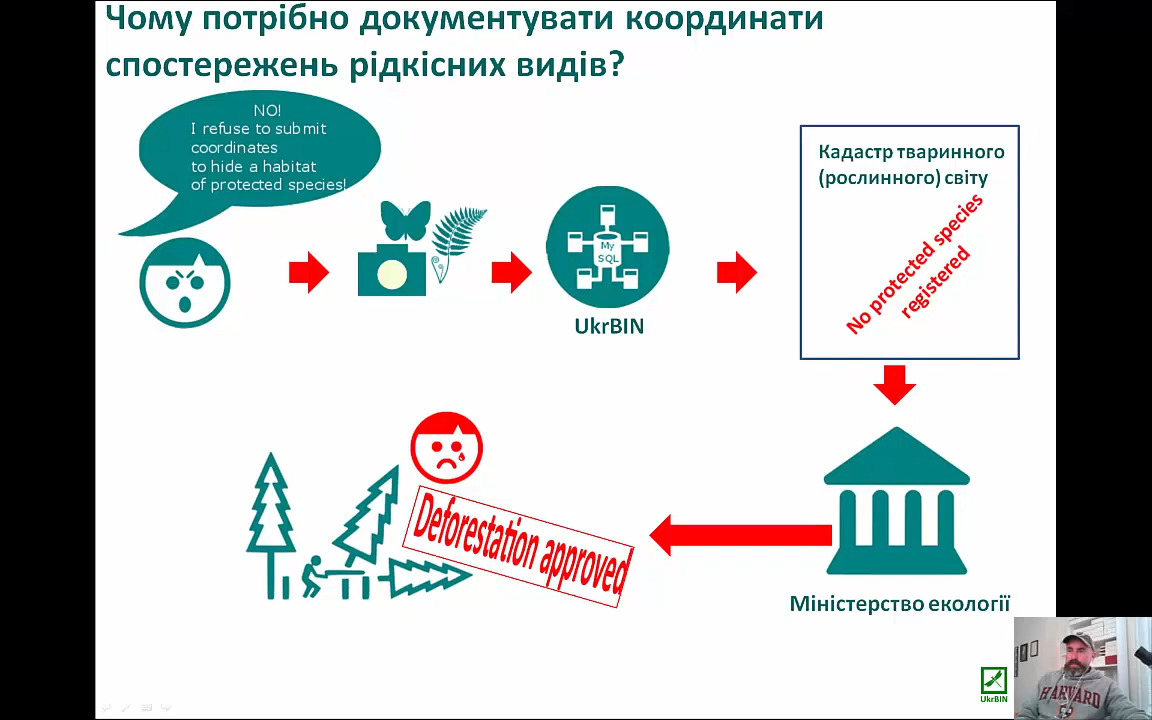 Чому потрібно документувати координати
спостережень рідкісних видів?
NO!
I refuse to submit
coordinates
to hide a habitat
of protected species!
My
SQL
UkrBIN
Кадастр тваринного
(рослинного) світу
No protected species
registered
Deforestation approved
Міністерство екології
UkrBIN
HARVARD